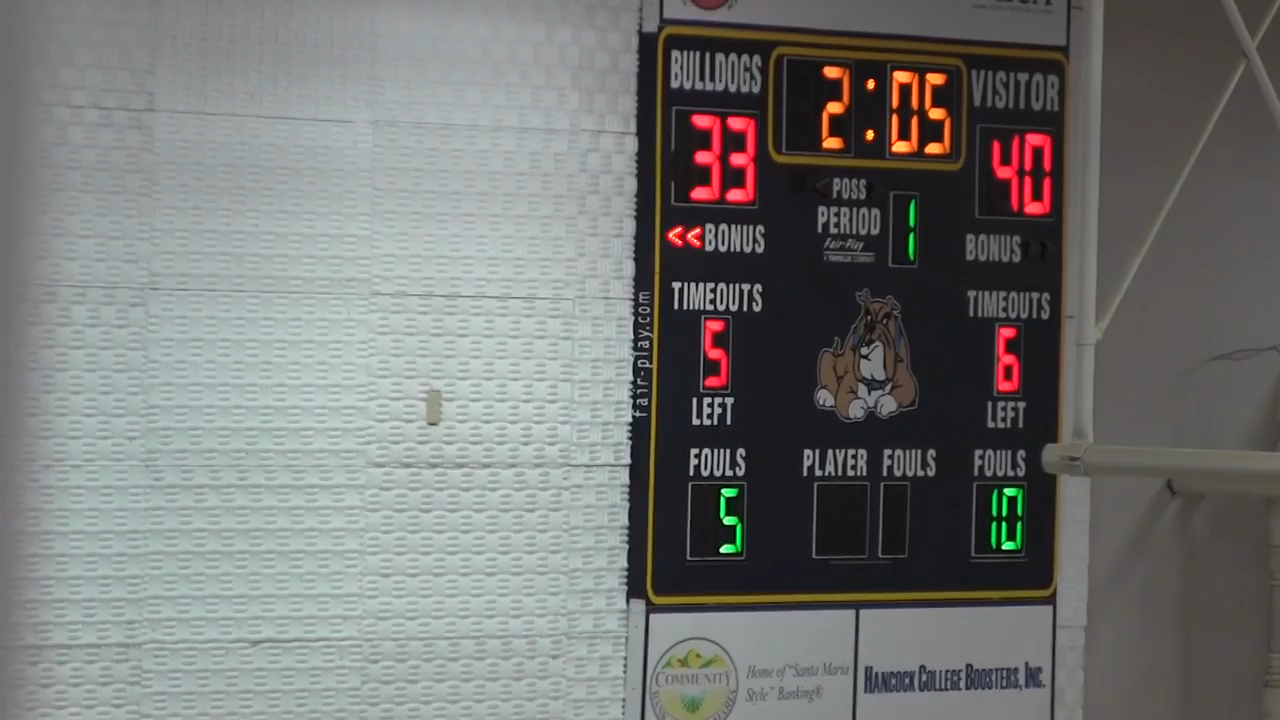 BULLDOGS 2:05 VISITOR
33 40
POSS
PERIOD 1
Fair-Play
<<BONUS BONUS
TIMEOUTS TIMEOUTS
5 6
LEFT LEFT
fair-play.com
FOULS PLAYER FOULS FOULS
5 10
COMMUNITY
Home of "Santa Maria
Style" Banking®
HANCOCK COLLEGE BOOSTERS, INC.